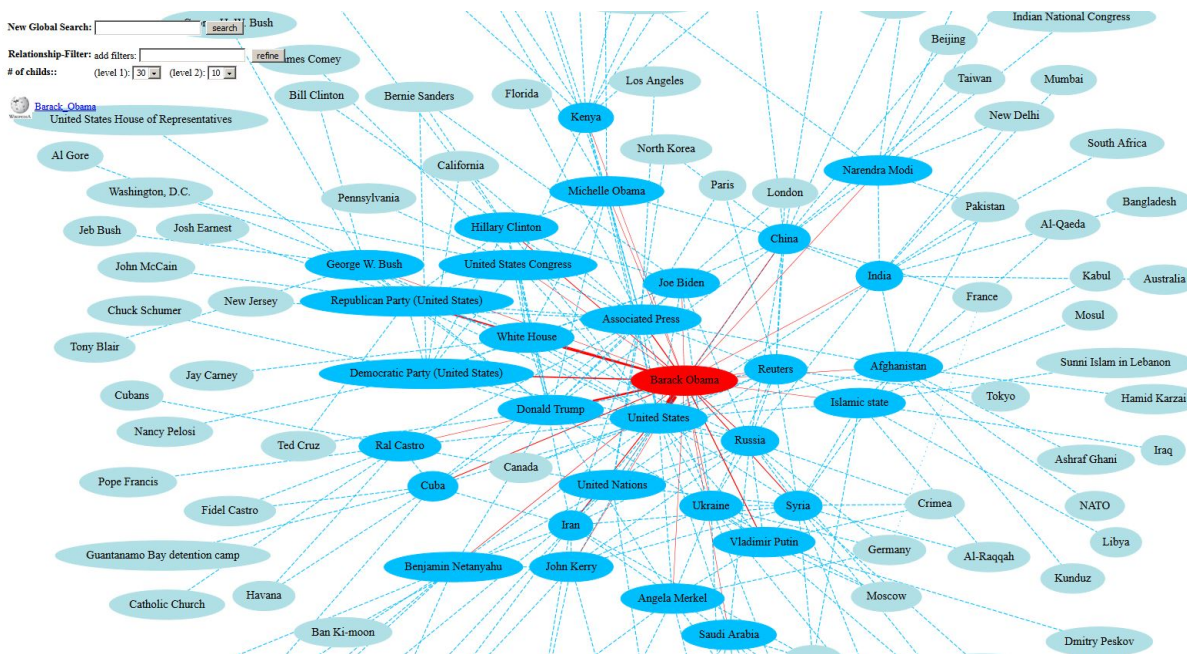 New Global Search:
search
George H. W. Bush
Indian National Congress
Relationship-Filter: add filters:
refine
James Comey
Beijing
# of childs:: (level 1): 30 (level 2): 10
Los Angeles
Taiwan
Mumbai
Bill Clinton
Bernie Sanders
Florida
Barack_Obama
Kenya
New Delhi
United States House of Representatives
South Africa
Al Gore
California
North Korea
Narendra Modi
Washington, D.C.
Pennsylvania
Michelle Obama
Paris
London
Pakistan
Bangladesh
Jeb Bush
Josh Earnest
Hillary Clinton
China
Al-Qaeda
John McCain
George W. Bush
United States Congress
Joe Biden
India
Kabul
Australia
New Jersey
Republican Party (United States)
France
Chuck Schumer
Associated Press
Mosul
Tony Blair
White House
Jay Carney
Democratic Party (United States)
Barack Obama
Reuters
Afghanistan
Sunni Islam in Lebanon
Cubans
Donald Trump
United States
Islamic state
Tokyo
Hamid Karzai
Nancy Pelosi
Ted Cruz
Ral Castro
Russia
Iraq
Canada
Ashraf Ghani
Pope Francis
Cuba
United Nations
Fidel Castro
Ukraine
Syria
Crimea
NATO
Iran
Vladimir Putin
Libya
Guantanamo Bay detention camp
Benjamin Netanyahu
John Kerry
Germany
Al-Raqqah
Kunduz
Catholic Church
Havana
Angela Merkel
Moscow
Ban Ki-moon
Saudi Arabia
Dmitry Peskov